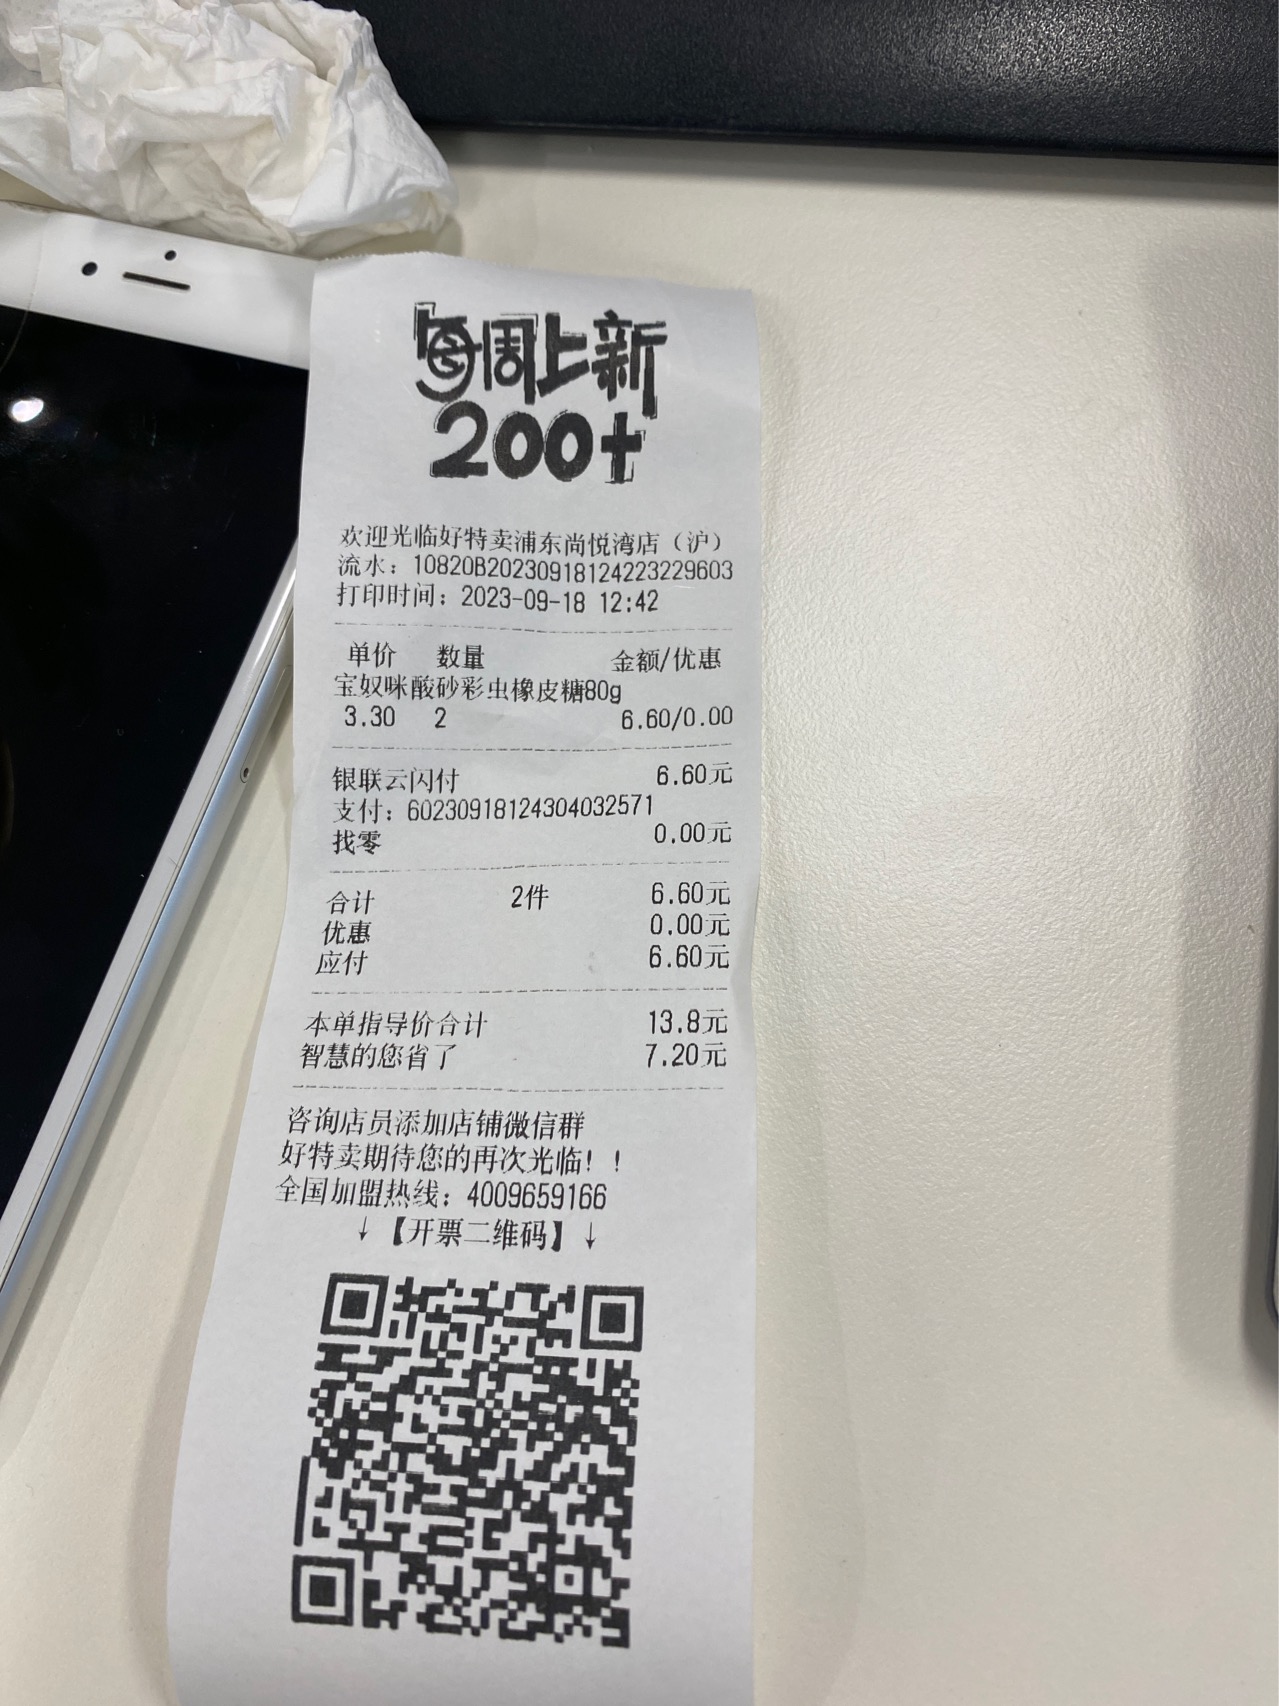 每周上新
200+
欢迎光临好特卖浦东尚悦湾店（沪）
流水：10820B20230918124223229603
打印时间：2023-09-18 12:42
单价 数量 金额/优惠
宝奴咪酸砂彩虫橡皮糖80g
3.30 2 6.60/0.00
银联云闪付 6.60元
支付：60230918124304032571
找零 0.00元
合计 2件 6.60元
优惠 0.00元
应付 6.60元
本单指导价合计 13.8元
智慧的您省了 7.20元
咨询店员添加店铺微信群
好特卖期待您的再次光临！！
全国加盟热线：4009659166
↓【开票二维码】↓